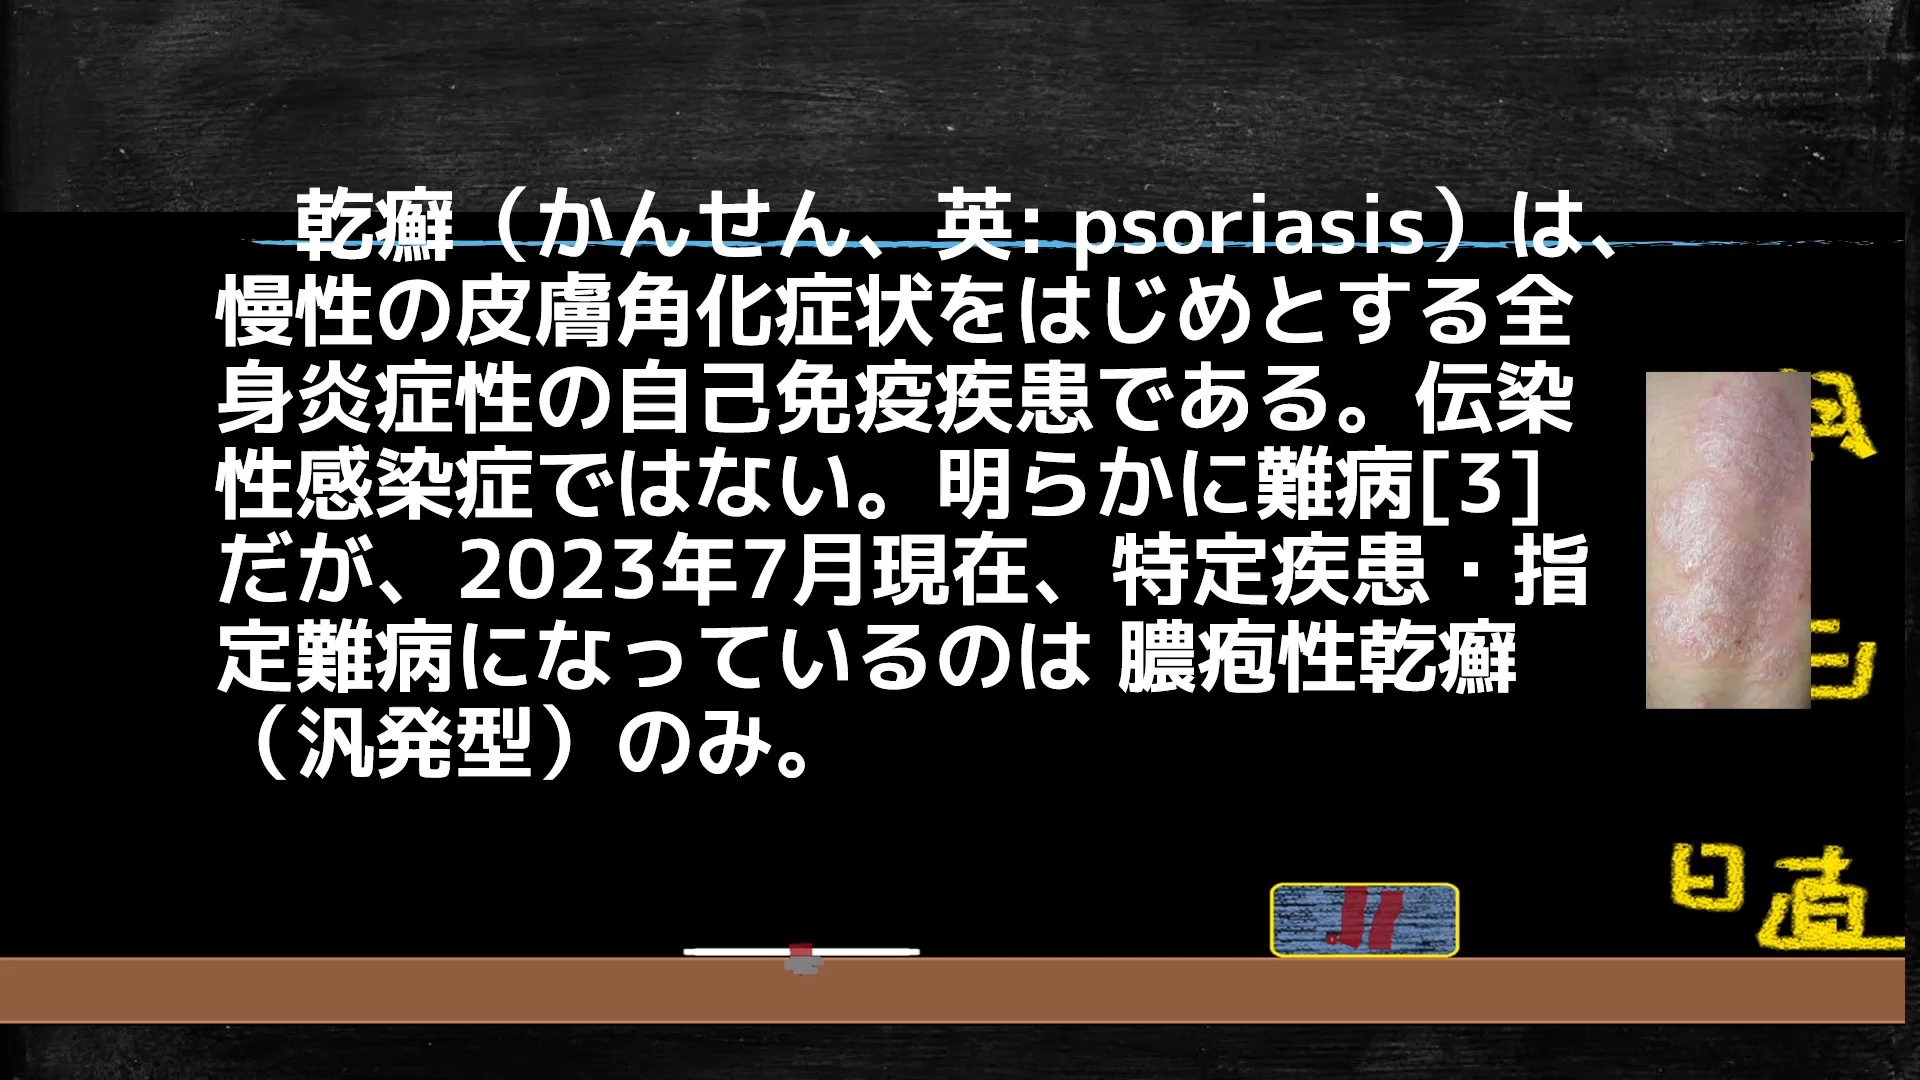 乾癬（かんせん、英: psoriasis）は、
慢性の皮膚角化症状をはじめとする全
身炎症性の自己免疫疾患である。伝染
性感染症ではない。明らかに難病[3]
だが、2023年7月現在、特定疾患・指
定難病になっているのは 膿疱性乾癬
（汎発型）のみ。
日直